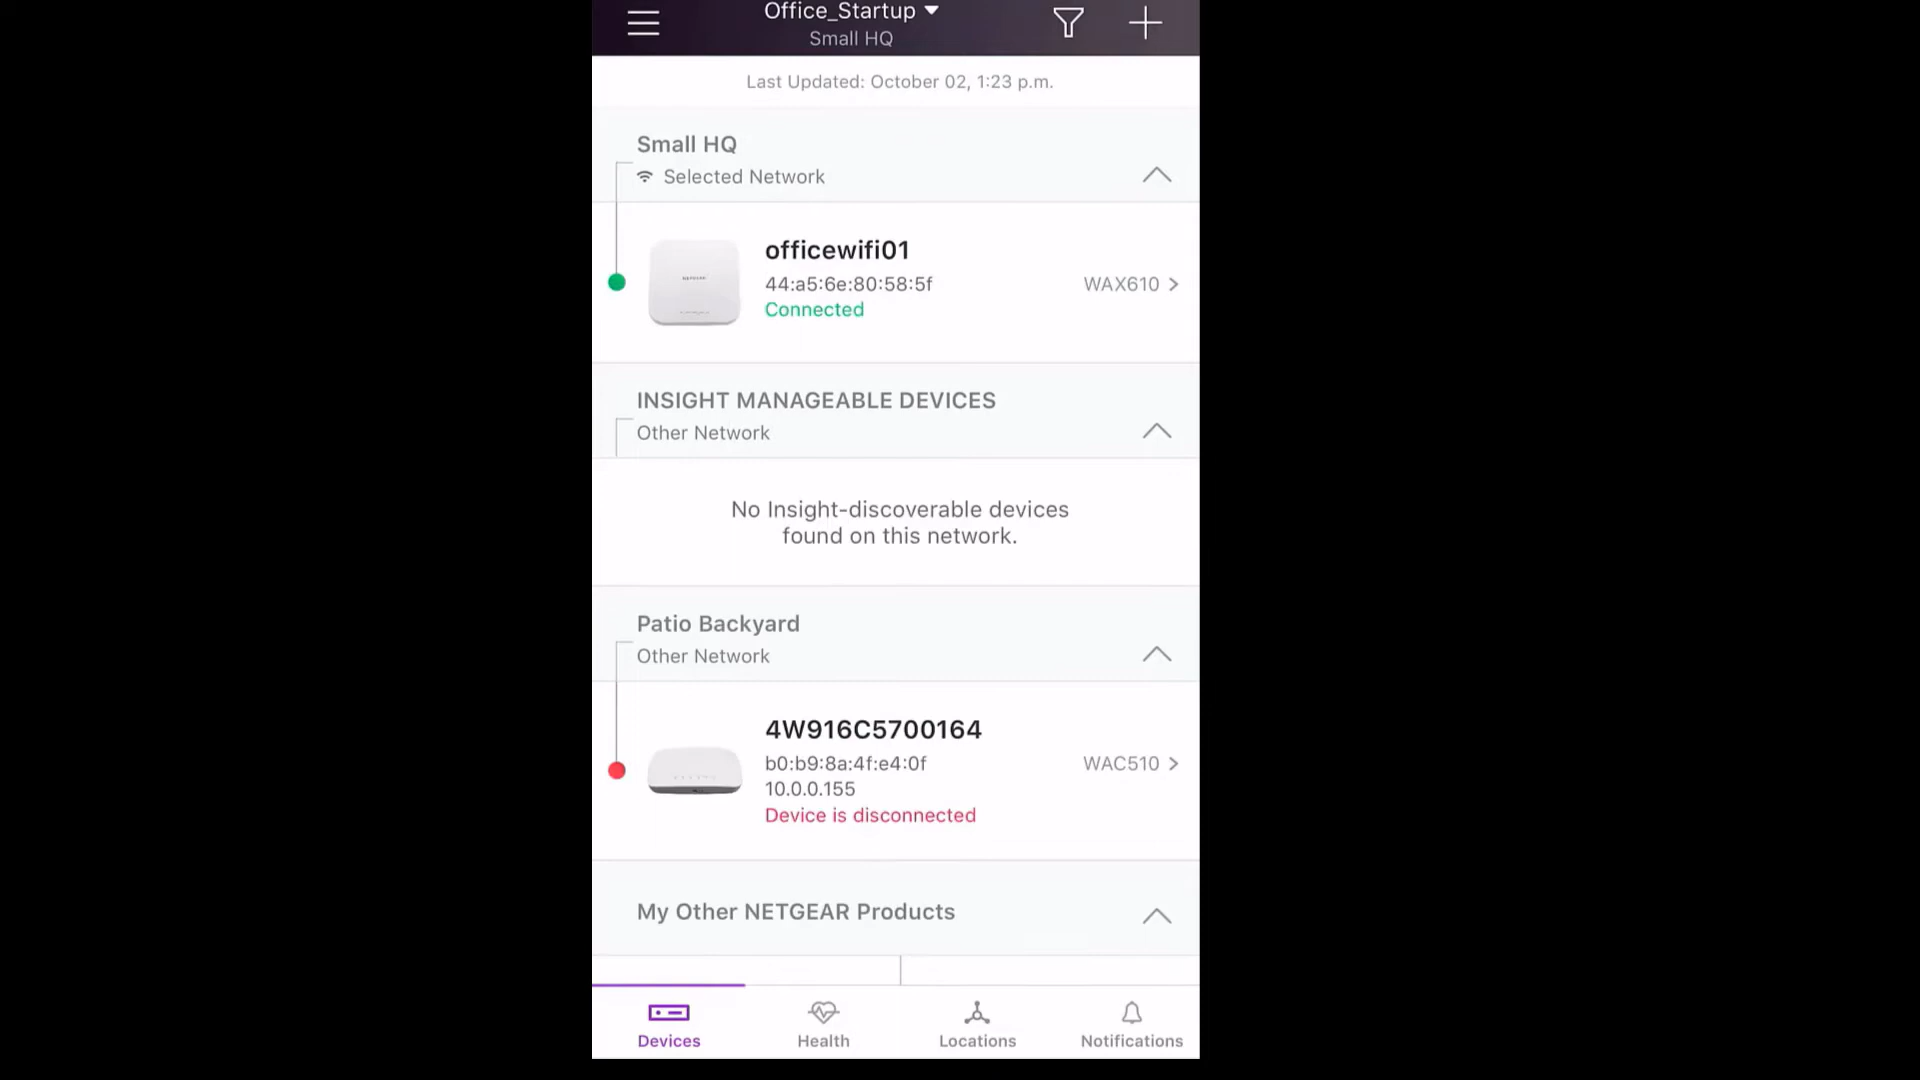 Office_Startup
Small HQ
Last Updated: October 02, 1:23 p.m.
Small HQ
Selected Network
officewifi01
44:a5:6e:80:58:5f
WAX610
Connected
NETGEAR
INSIGHT MANAGEABLE DEVICES
Other Network
No Insight-discoverable devices
found on this network.
Patio Backyard
Other Network
4W916C5700164
b0:b9:8a:4f:e4:0f
WAC510
10.0.0.155
Device is disconnected
My Other NETGEAR Products
Devices
Health
Locations
Notifications